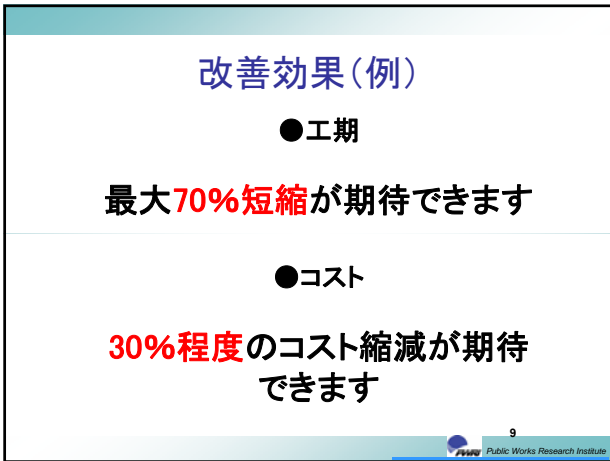 改善効果（例）
●工期
最大70%短縮が期待できます
●コスト
30%程度のコスト縮減が期待
できます
9
PWRI Public Works Research Institute